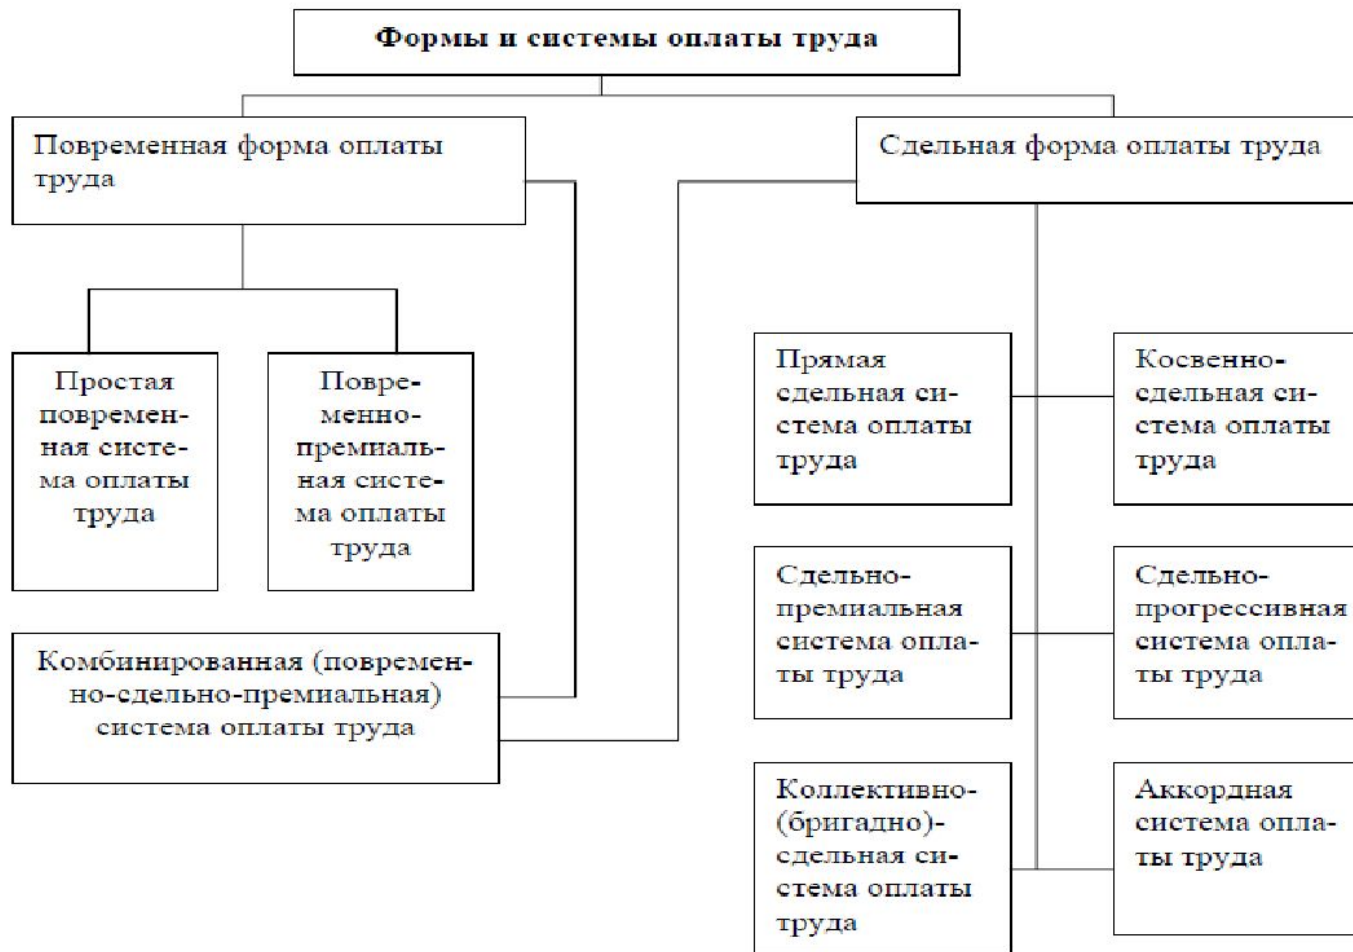 Формы и системы оплаты труда
Повременная форма оплаты
труда
Сдельная форма оплаты труда
Простая
повремен-
ная систе-
ма оплаты
труда
Повре-
менно-
премиаль-
ная систе-
ма оплаты
труда
Комбинированная (повремен-
но-сдельно-премиальная)
система оплаты труда
Прямая
сдельная си-
стема оплаты
труда
Косвенно-
сдельная си-
стема оплаты
труда
Сдельно-
премиальная
система опла-
ты труда
Сдельно-
прогрессивная
система опла-
ты труда
Коллективно-
(бригадно)-
сдельная си-
стема оплаты
труда
Аккордная
система опла-
ты труда